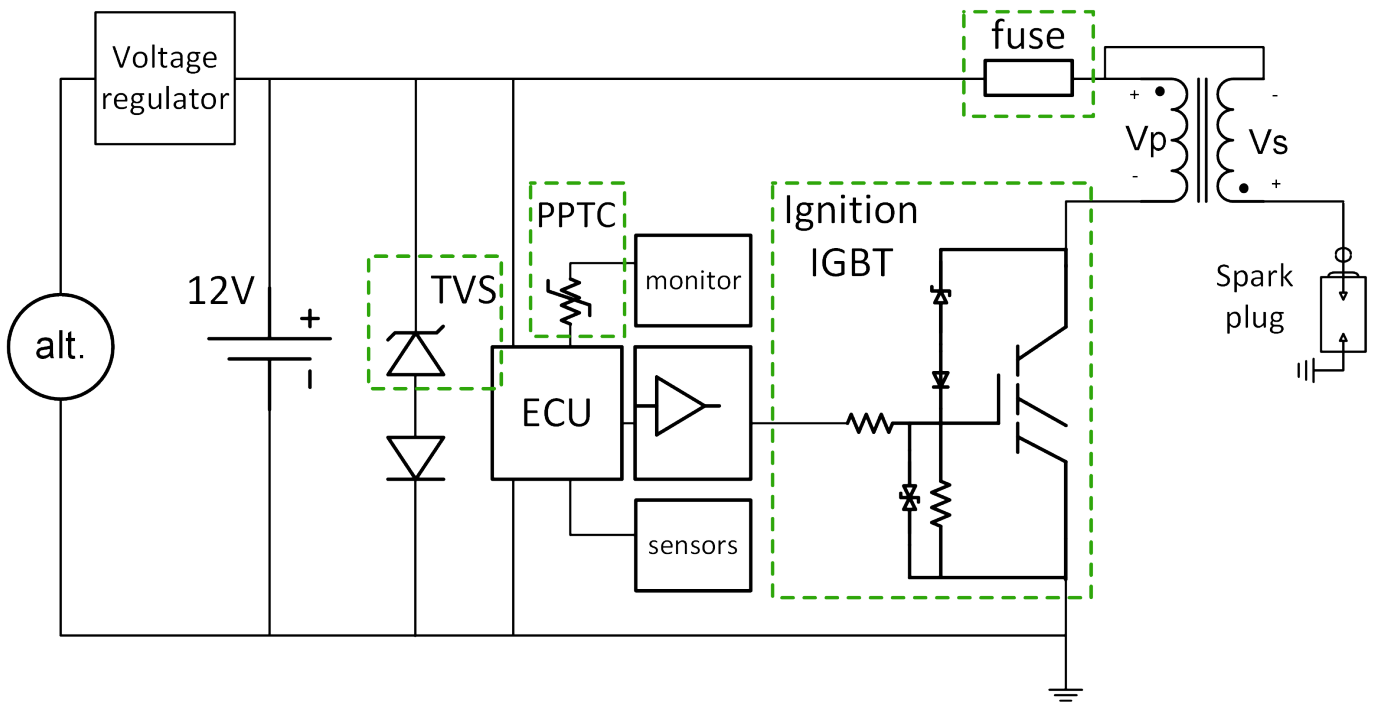 Voltage
regulator
fuse
+
-
Vp
Vs
-
+
PPTC
Ignition
IGBT
monitor
12V
+
-
TVS
alt.
ECU
sensors
Spark
plug